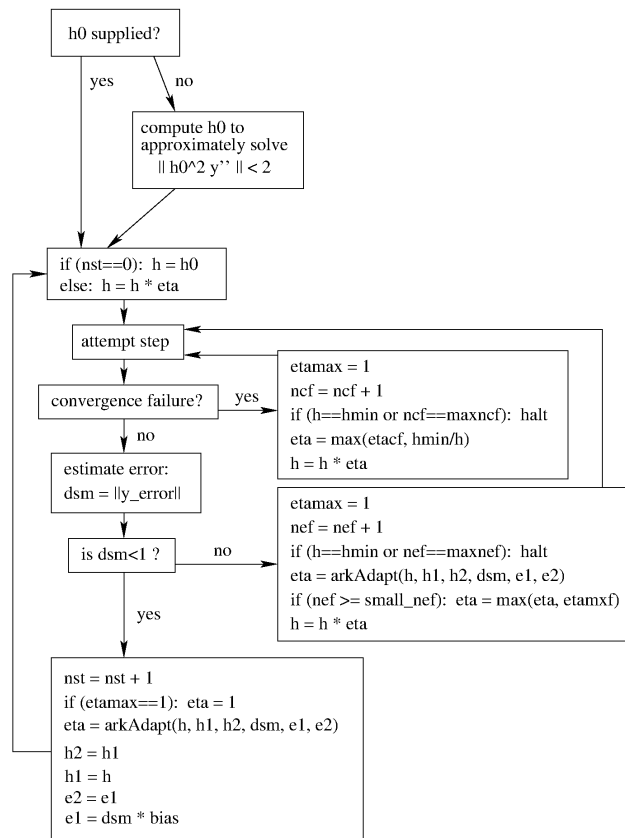 h0 supplied?
yes
no
compute h0 to
approximately solve
|| h0^2 y’’ || < 2
if (nst==0): h = h0
else: h = h * eta
attempt step
convergence failure?
yes
etamax = 1
ncf = ncf + 1
if (h==hmin or ncf==maxncf): halt
eta = max(etacf, hmin/h)
h = h * eta
no
estimate error:
dsm = ||y_error||
is dsm<1 ?
no
etamax = 1
nef = nef + 1
if (h==hmin or nef==maxnef): halt
eta = arkAdapt(h, h1, h2, dsm, e1, e2)
if (nef >= small_nef): eta = max(eta, etamxf)
h = h * eta
yes
nst = nst + 1
if (etamax==1): eta = 1
eta = arkAdapt(h, h1, h2, dsm, e1, e2)
h2 = h1
h1 = h
e2 = e1
e1 = dsm * bias